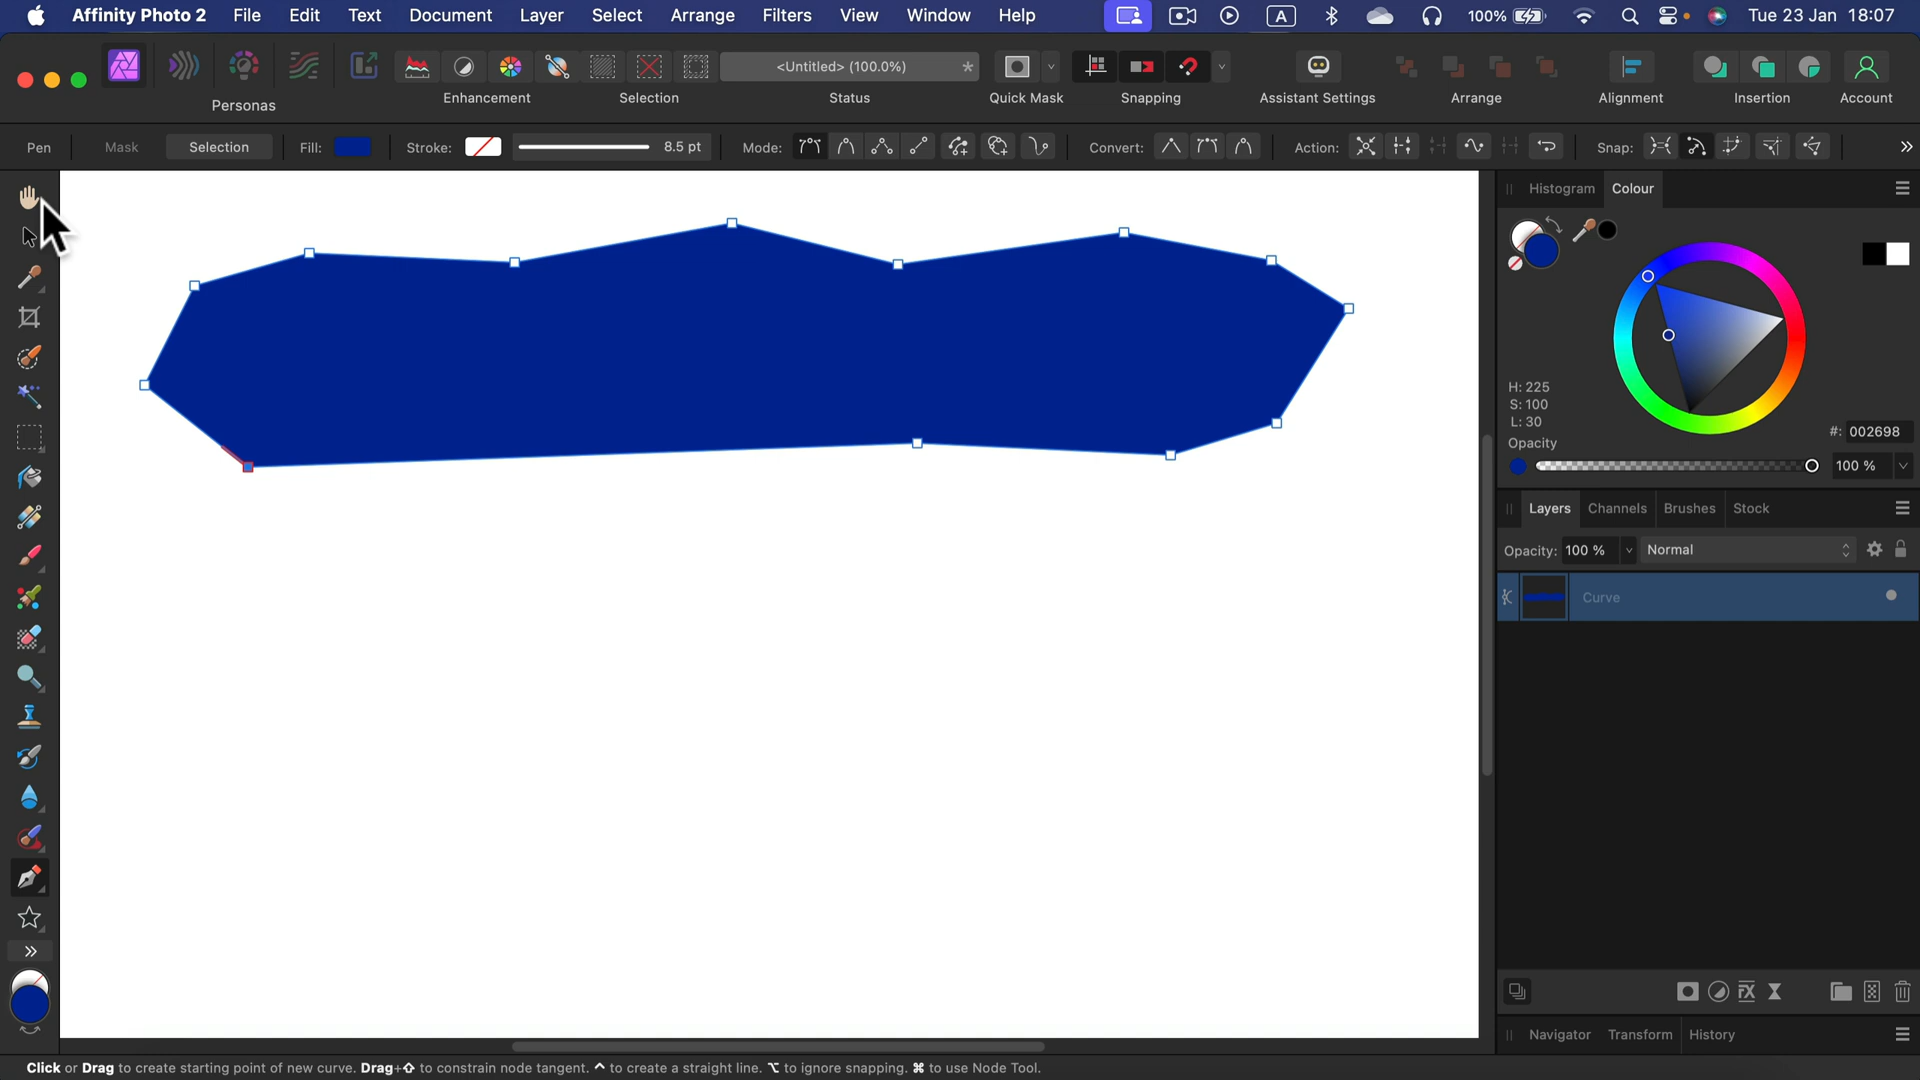 Affinity Photo 2 File Edit Text Document Layer Select Arrange Filters View Window Help A 100% Tue 23 Jan 18:07
<Untitled> (100.0%) *
Personas Enhancement Selection Status Quick Mask Snapping Assistant Settings Arrange Alignment Insertion Account
Pen Mask Selection Fill: Stroke: 8.5 pt Mode: Convert: Action: Snap: »
Histogram Colour
H: 225
S: 100
L: 30
#: 002698
Opacity
100 %
Layers Channels Brushes Stock
Opacity: 100 % Normal
Curve
FX
Navigator Transform History
Click or Drag to create starting point of new curve. Drag+⇧ to constrain node tangent. ^ to create a straight line. ⌥ to ignore snapping. ⌘ to use Node Tool.